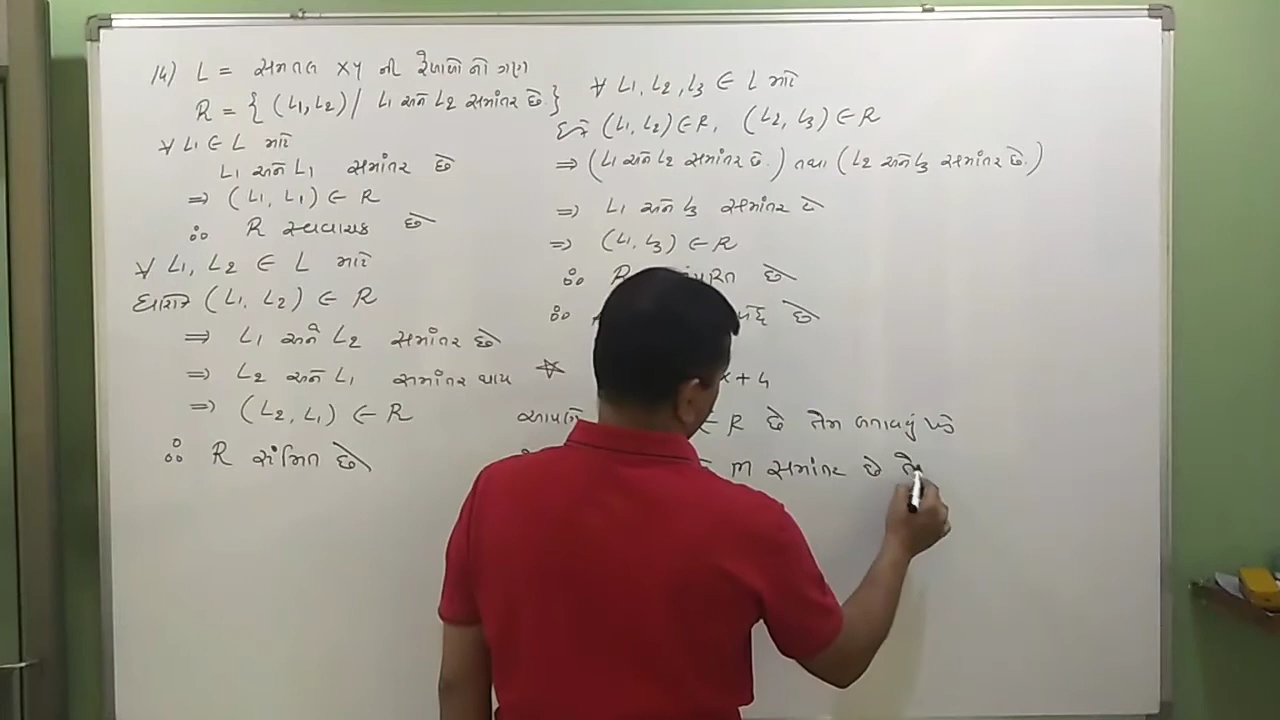 14) L = સમતલ XY ની રેખાઓ નો ગણ
R = { (L1, L2) / L1 અને L2 સમાંતર છે. }
∀ L1 ∈ L માટે
L1 અને L1 સમાંતર છે
⇒ (L1, L1) ∈ R
∴ R સ્વવાચક છે
∀ L1, L2 ∈ L માટે
ધારોકે (L1, L2) ∈ R
⇒ L1 અને L2 સમાંતર છે
⇒ L2 અને L1 સમાંતર થાય
⇒ (L2, L1) ∈ R
∴ R સંમિત છે
∀ L1, L2, L3 ∈ L માટે
(L1, L2) ∈ R, (L2, L3) ∈ R
⇒ (L1 અને L2 સમાંતર છે.) તથા (L2 અને L3 સમાંતર છે.)
⇒ L1 અને L3 સમાંતર છે
⇒ (L1, L3) ∈ R
∴ R છે
∴ છે
x + 4
∈ R છે તેમ બતાવવું પડે
m સમાંતર છે